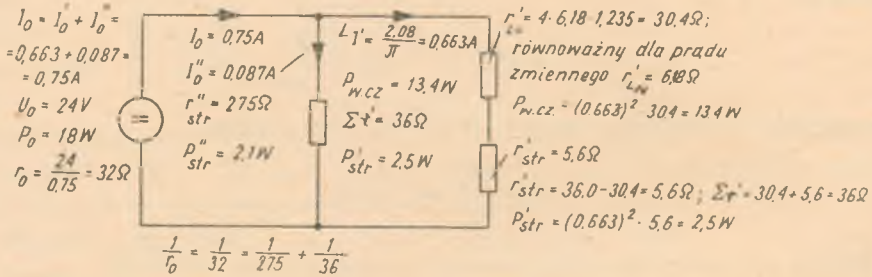 I₀ = I₀' + I₀'' =
= 0,663 + 0,087 =
= 0,75A
U₀ = 24V
P₀ = 18W
r₀ = 24/0,75 = 32Ω
=
I₀ = 0,75A
I₀'' = 0,087A
r''str = 275Ω
P''str = 2,1W
I' = 2,08/π = 0,663A
Pw.cz = 13,4W
Σr' = 36Ω
P'str = 2,5W
r' = 4·6,18·1,235 = 30,4Ω;
równoważny dla prądu
zmiennego r'LN = 6,18Ω
Pw.cz - (0,663)² · 30,4 = 13,4W
r'str = 5,6Ω
r'str = 36,0-30,4 = 5,6Ω ; Σr' = 30,4 + 5,6 = 36Ω
P'str = (0,663)² · 5,6 = 2,5W
1/r₀ = 1/32 = 1/275 + 1/36